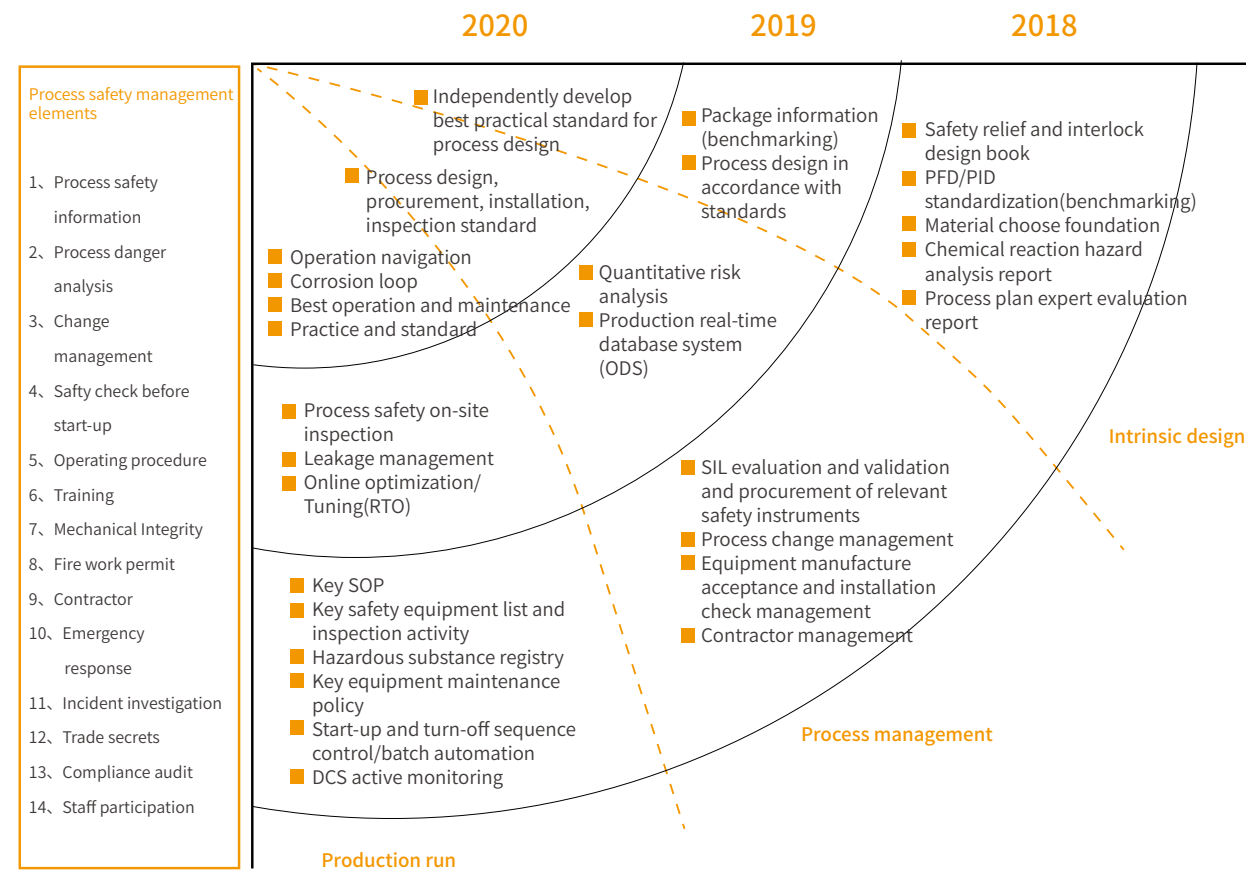 2020
2019
2018
Process safety management
elements
1、Process safety
information
2、Process danger
analysis
3、Change
management
4、Safty check before
start-up
5、Operating procedure
6、Training
7、Mechanical Integrity
8、Fire work permit
9、Contractor
10、Emergency
response
11、Incident investigation
12、Trade secrets
13、Compliance audit
14、Staff participation
Independently develop
best practical standard for
process design
Process design,
procurement, installation,
inspection standard
Operation navigation
Corrosion loop
Best operation and maintenance
Practice and standard
Package information
(benchmarking)
Process design in
accordance with
standards
Quantitative risk
analysis
Production real-time
database system
(ODS)
Process safety on-site
inspection
Leakage management
Online optimization/
Tuning(RTO)
Safety relief and interlock
design book
PFD/PID
standardization(benchmarking)
Material choose foundation
Chemical reaction hazard
analysis report
Process plan expert evaluation
report
Intrinsic design
SIL evaluation and validation
and procurement of relevant
safety instruments
Process change management
Equipment manufacture
acceptance and installation
check management
Contractor management
Process management
Key SOP
Key safety equipment list and
inspection activity
Hazardous substance registry
Key equipment maintenance
policy
Start-up and turn-off sequence
control/batch automation
DCS active monitoring
Production run